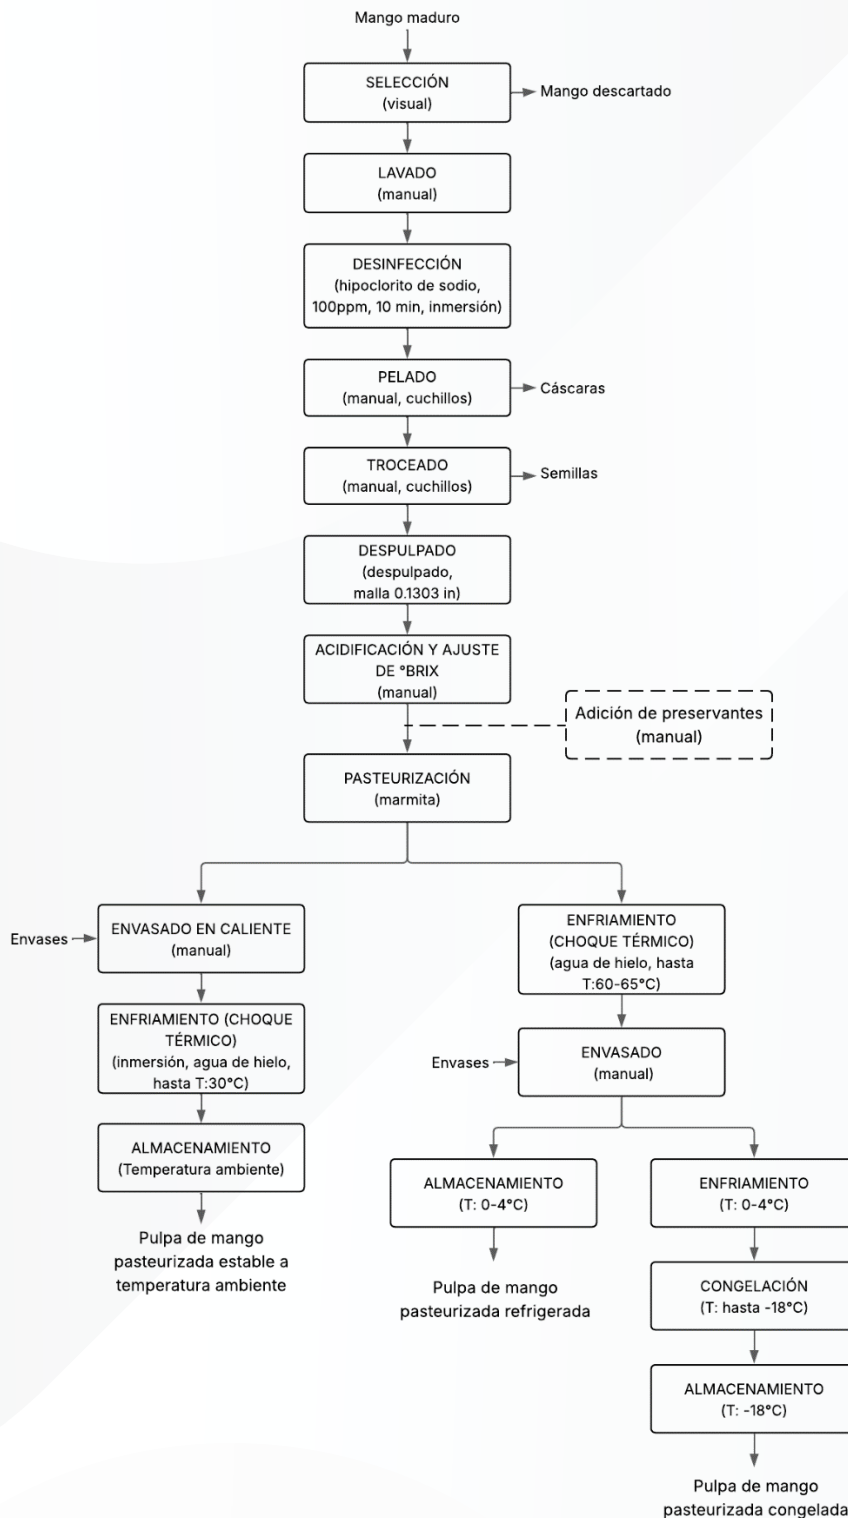 Mango maduro
SELECCIÓN
(visual)
Mango descartado
LAVADO
(manual)
DESINFECCIÓN
(hipoclorito de sodio,
100ppm, 10 min, inmersión)
PELADO
(manual, cuchillos)
Cáscaras
TROCEADO
(manual, cuchillos)
Semillas
DESPULPADO
(despulpado,
malla 0.1303 in)
ACIDIFICACIÓN Y AJUSTE
DE °BRIX
(manual)
Adición de preservantes
(manual)
PASTEURIZACIÓN
(marmita)
Envases
ENVASADO EN CALIENTE
(manual)
ENFRIAMIENTO (CHOQUE
TÉRMICO)
(inmersión, agua de hielo,
hasta T:30°C)
ALMACENAMIENTO
(Temperatura ambiente)
Pulpa de mango
pasteurizada estable a
temperatura ambiente
ENFRIAMIENTO
(CHOQUE TÉRMICO)
(agua de hielo, hasta
T:60-65°C)
Envases
ENVASADO
(manual)
ALMACENAMIENTO
(T: 0-4°C)
Pulpa de mango
pasteurizada refrigerada
ENFRIAMIENTO
(T: 0-4°C)
CONGELACIÓN
(T: hasta -18°C)
ALMACENAMIENTO
(T: -18°C)
Pulpa de mango
pasteurizada congelada